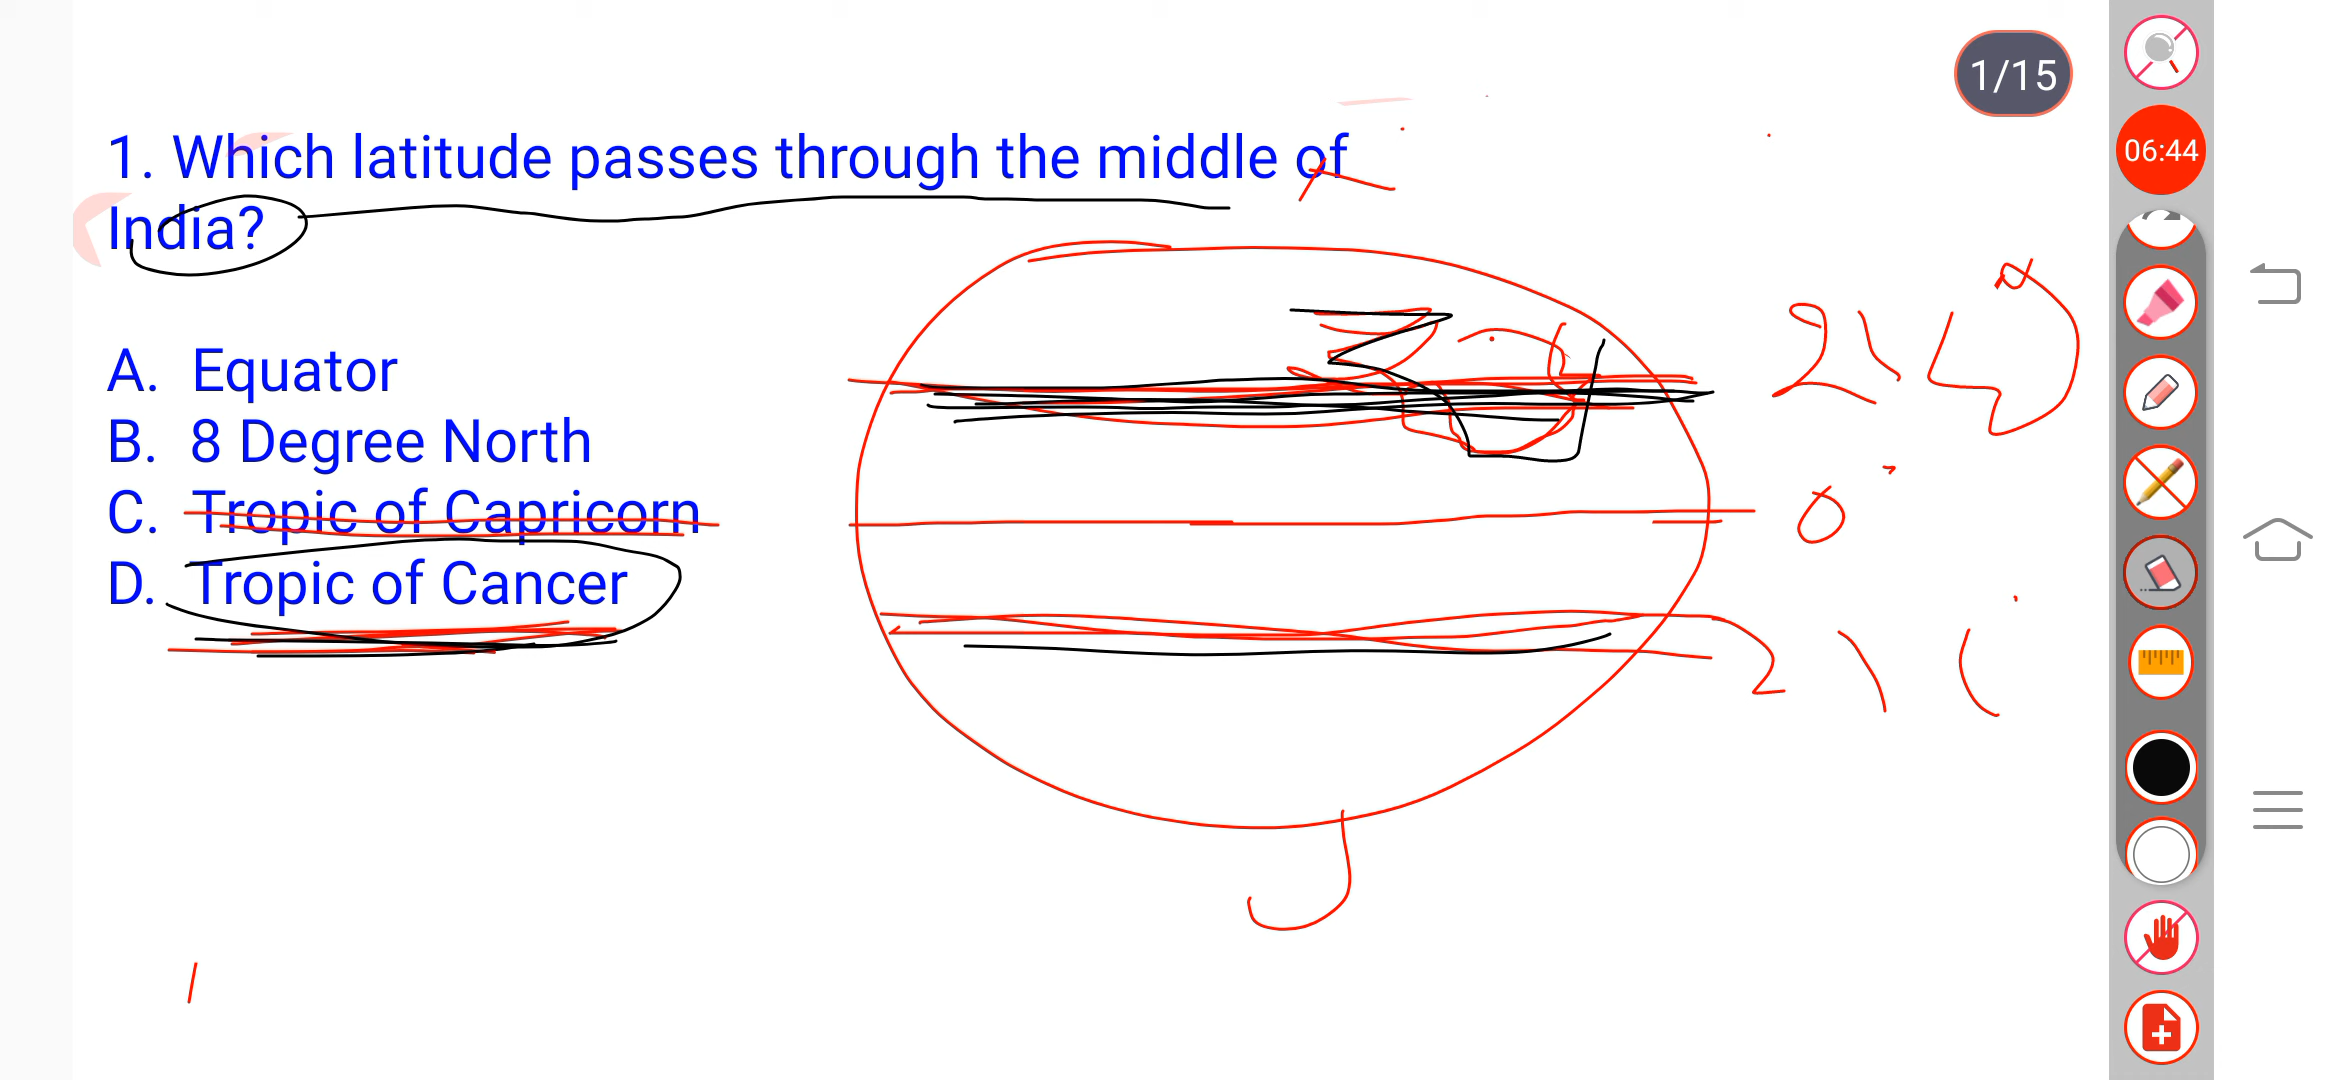 1/15
06:44
1. Which latitude passes through the middle of
India?
A. Equator
B. 8 Degree North
C. Tropic of Capricorn
D. Tropic of Cancer
0°